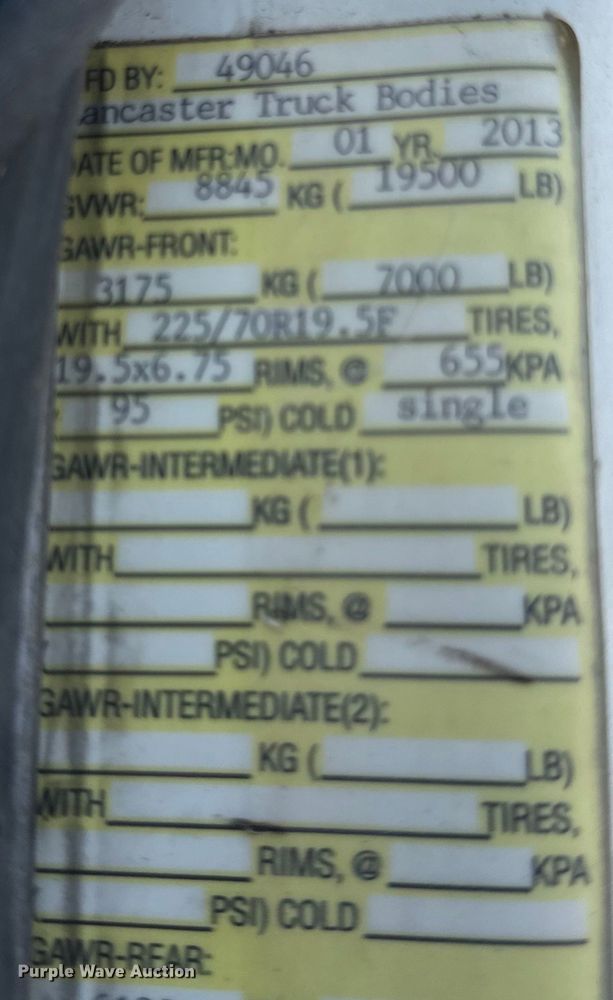 FD BY: 49046
ancaster Truck Bodies
ATE OF MFR:MO. 01 YR. 2013
GVWR: 8845 KG ( 19500 LB)
GAWR-FRONT:
3175 KG ( 7000 LB)
WITH 225/70R19.5F TIRES,
19.5x6.75 RIMS, @ 655 KPA
( 95 PSI) COLD single
GAWR-INTERMEDIATE(1):
KG ( LB)
WITH TIRES,
RIMS, @ KPA
( PSI) COLD
GAWR-INTERMEDIATE(2):
KG ( LB)
WITH TIRES,
RIMS, @ KPA
( PSI) COLD
GAWR-REAR:
Purple Wave Auction